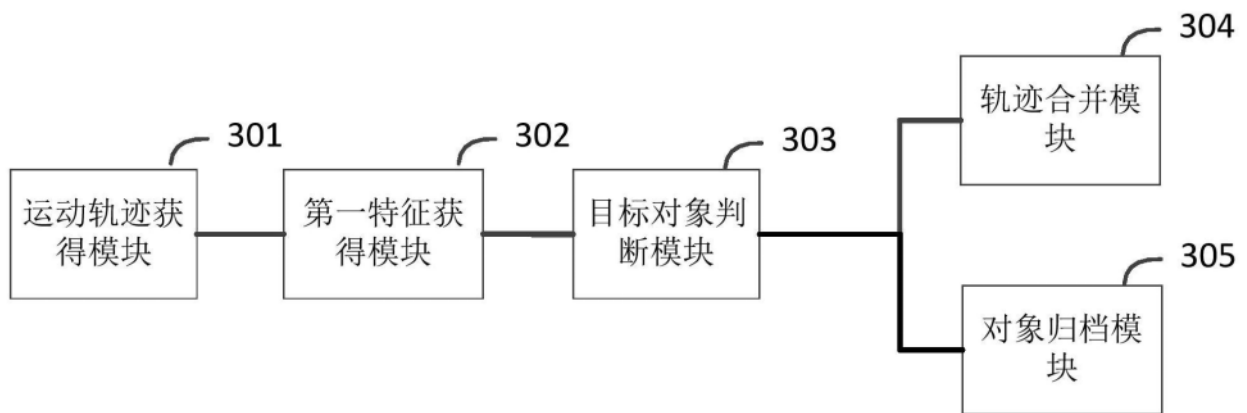 301
运动轨迹获
得模块
302
第一特征获
得模块
303
目标对象判
断模块
304
轨迹合并模
块
305
对象归档模
块